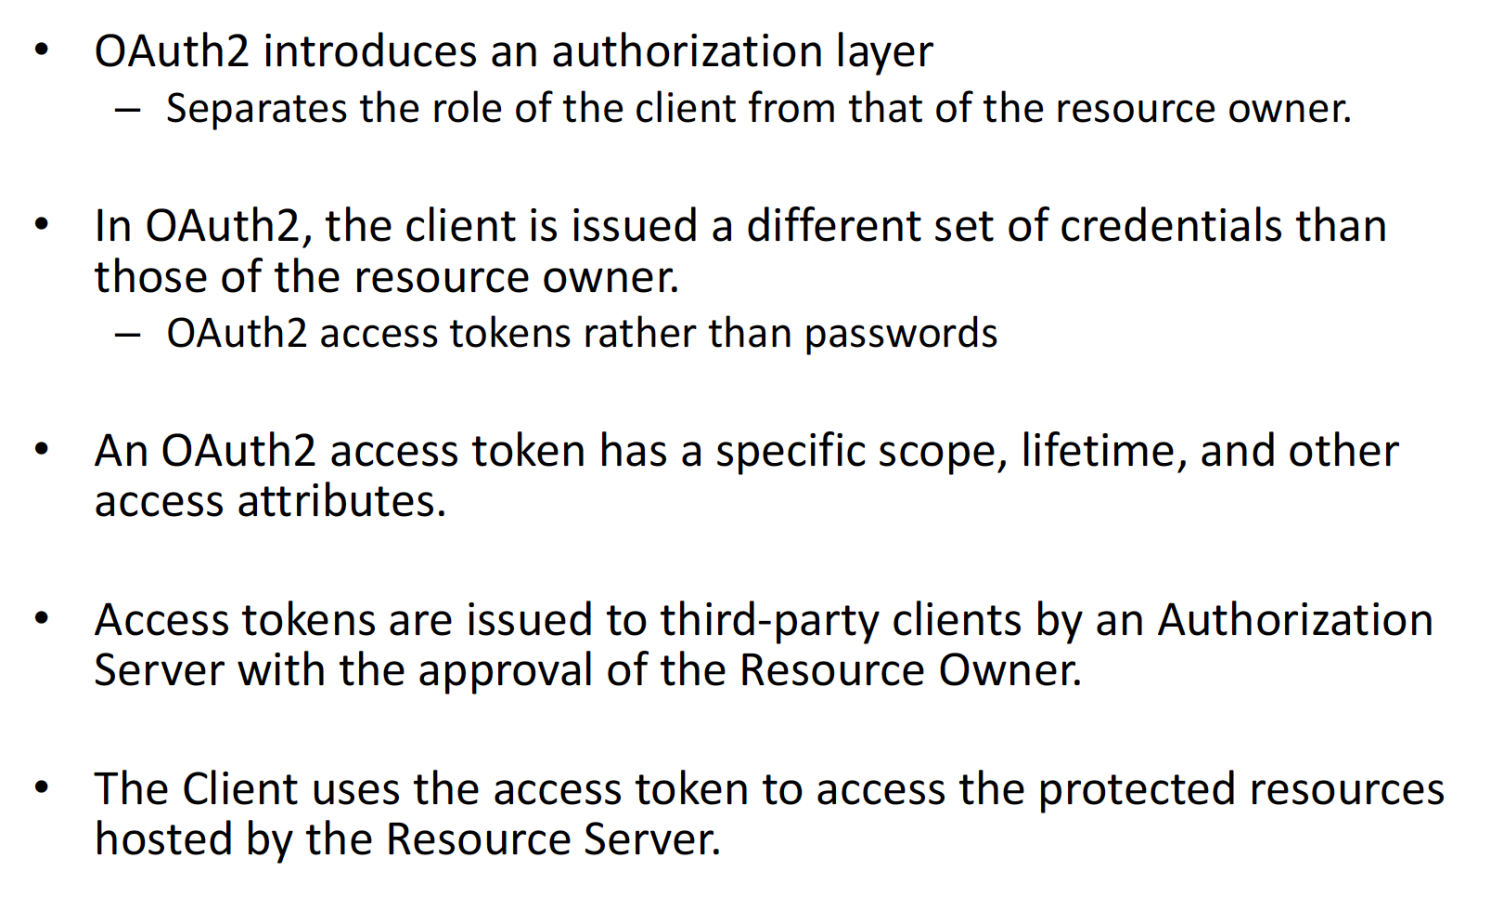 • OAuth2 introduces an authorization layer
– Separates the role of the client from that of the resource owner.
• In OAuth2, the client is issued a different set of credentials than
those of the resource owner.
– OAuth2 access tokens rather than passwords
• An OAuth2 access token has a specific scope, lifetime, and other
access attributes.
• Access tokens are issued to third-party clients by an Authorization
Server with the approval of the Resource Owner.
• The Client uses the access token to access the protected resources
hosted by the Resource Server.